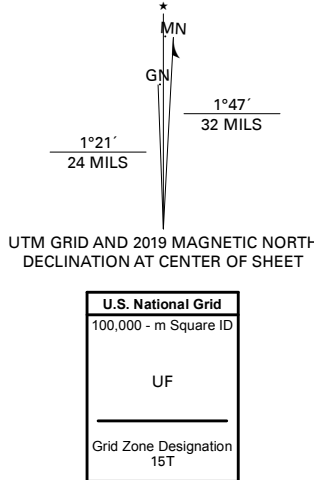 MN
GN
1°47´
32 MILS
1°21´
24 MILS
UTM GRID AND 2019 MAGNETIC NORTH
DECLINATION AT CENTER OF SHEET
U.S. National Grid
100,000 - m Square ID
UF
Grid Zone Designation
15T